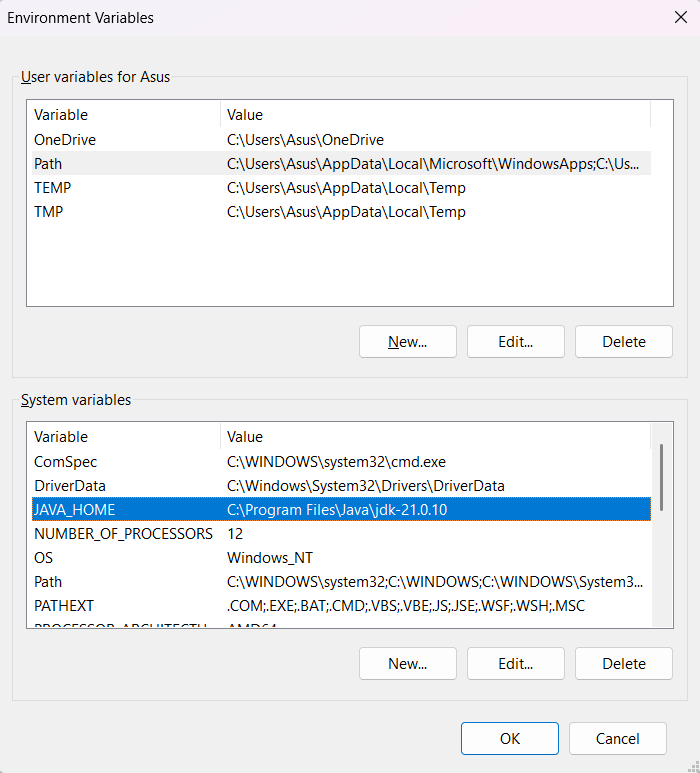 Environment Variables
User variables for Asus
Variable Value
OneDrive C:\Users\Asus\OneDrive
Path C:\Users\Asus\AppData\Local\Microsoft\WindowsApps;C:\Us...
TEMP C:\Users\Asus\AppData\Local\Temp
TMP C:\Users\Asus\AppData\Local\Temp
New... Edit... Delete
System variables
Variable Value
ComSpec C:\WINDOWS\system32\cmd.exe
DriverData C:\Windows\System32\Drivers\DriverData
JAVA_HOME C:\Program Files\Java\jdk-21.0.10
NUMBER_OF_PROCESSORS 12
OS Windows_NT
Path C:\WINDOWS\system32;C:\WINDOWS;C:\WINDOWS\System3...
PATHEXT .COM;.EXE;.BAT;.CMD;.VBS;.VBE;.JS;.JSE;.WSF;.WSH;.MSC
PROCESSOR_ARCHITECTU AMD64
New... Edit... Delete
OK Cancel